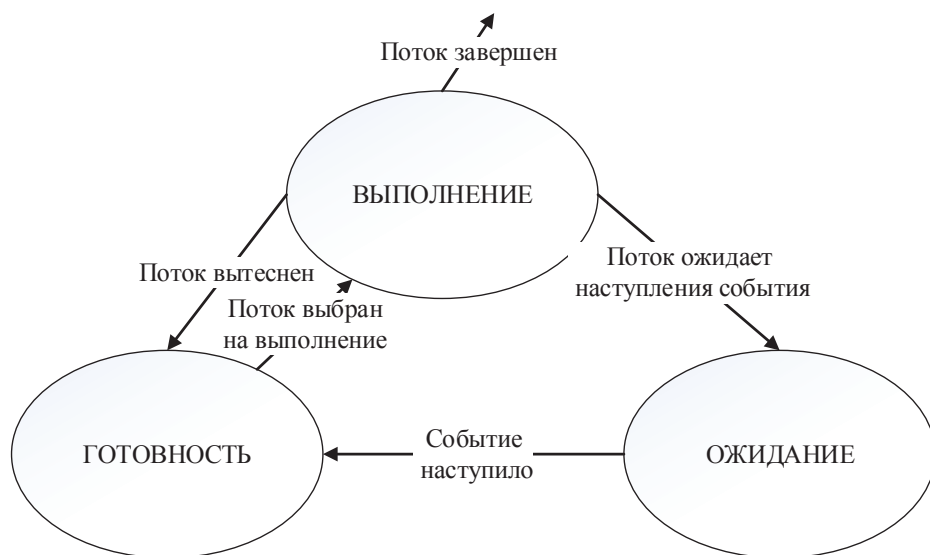 Поток завершен
ВЫПОЛНЕНИЕ
Поток вытеснен
Поток ожидает
наступления события
Поток выбран
на выполнение
ГОТОВНОСТЬ
Событие
наступило
ОЖИДАНИЕ